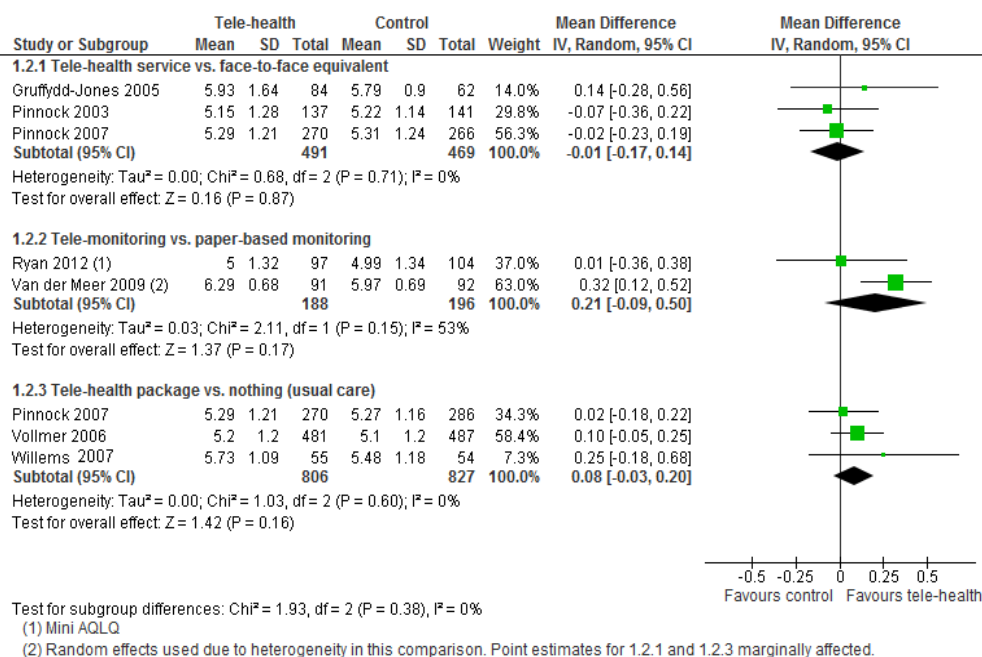 Tele-health Control Mean Difference Mean Difference
Study or Subgroup Mean SD Total Mean SD Total Weight IV, Random, 95% CI IV, Random, 95% CI
1.2.1 Tele-health service vs. face-to-face equivalent
Gruffydd-Jones 2005 5.93 1.64 84 5.79 0.9 62 14.0% 0.14 [-0.28, 0.56]
Pinnock 2003 5.15 1.28 137 5.22 1.14 141 29.8% -0.07 [-0.36, 0.22]
Pinnock 2007 5.29 1.21 270 5.31 1.24 266 56.3% -0.02 [-0.23, 0.19]
Subtotal (95% CI) 491 469 100.0% -0.01 [-0.17, 0.14]
Heterogeneity: Tau² = 0.00; Chi² = 0.68, df = 2 (P = 0.71); I² = 0%
Test for overall effect: Z = 0.16 (P = 0.87)
1.2.2 Tele-monitoring vs. paper-based monitoring
Ryan 2012 (1) 5 1.32 97 4.99 1.34 104 37.0% 0.01 [-0.36, 0.38]
Van der Meer 2009 (2) 6.29 0.68 91 5.97 0.69 92 63.0% 0.32 [0.12, 0.52]
Subtotal (95% CI) 188 196 100.0% 0.21 [-0.09, 0.50]
Heterogeneity: Tau² = 0.03; Chi² = 2.11, df = 1 (P = 0.15); I² = 53%
Test for overall effect: Z = 1.37 (P = 0.17)
1.2.3 Tele-health package vs. nothing (usual care)
Pinnock 2007 5.29 1.21 270 5.27 1.16 286 34.3% 0.02 [-0.18, 0.22]
Vollmer 2006 5.2 1.2 481 5.1 1.2 487 58.4% 0.10 [-0.05, 0.25]
Willems 2007 5.73 1.09 55 5.48 1.18 54 7.3% 0.25 [-0.18, 0.68]
Subtotal (95% CI) 806 827 100.0% 0.08 [-0.03, 0.20]
Heterogeneity: Tau² = 0.00; Chi² = 1.03, df = 2 (P = 0.60); I² = 0%
Test for overall effect: Z = 1.42 (P = 0.16)
-0.5 -0.25 0 0.25 0.5
Favours control Favours tele-health
Test for subgroup differences: Chi² = 1.93, df = 2 (P = 0.38), I² = 0%
(1) Mini AQLQ
(2) Random effects used due to heterogeneity in this comparison. Point estimates for 1.2.1 and 1.2.3 marginally affected.